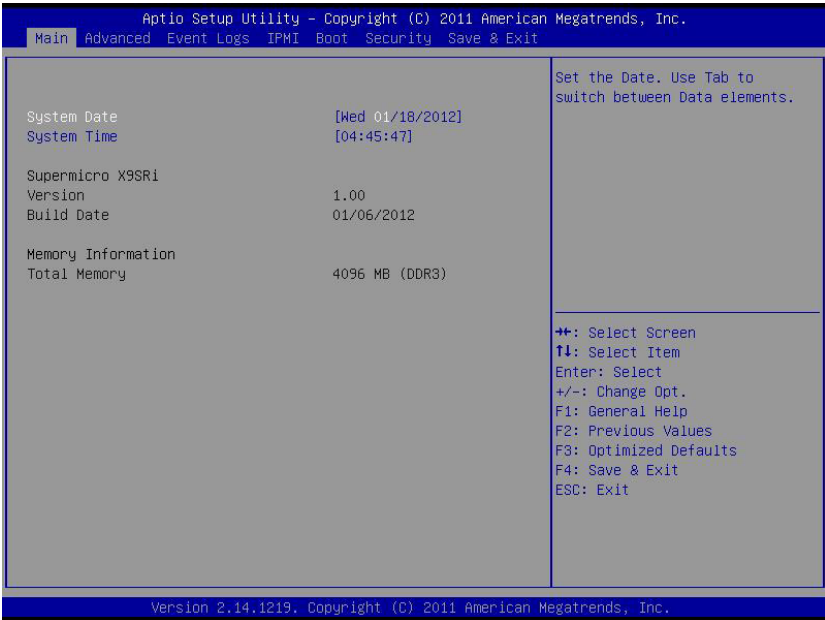 Aptio Setup Utility - Copyright (C) 2011 American Megatrends, Inc.
Main Advanced Event Logs IPMI Boot Security Save & Exit
System Date [Wed 01/18/2012]
System Time [04:45:47]
Supermicro X9SRi
Version 1.00
Build Date 01/06/2012
Memory Information
Total Memory 4096 MB (DDR3)
Set the Date. Use Tab to
switch between Data elements.
→←: Select Screen
↑↓: Select Item
Enter: Select
+/-: Change Opt.
F1: General Help
F2: Previous Values
F3: Optimized Defaults
F4: Save & Exit
ESC: Exit
Version 2.14.1219. Copyright (C) 2011 American Megatrends, Inc.